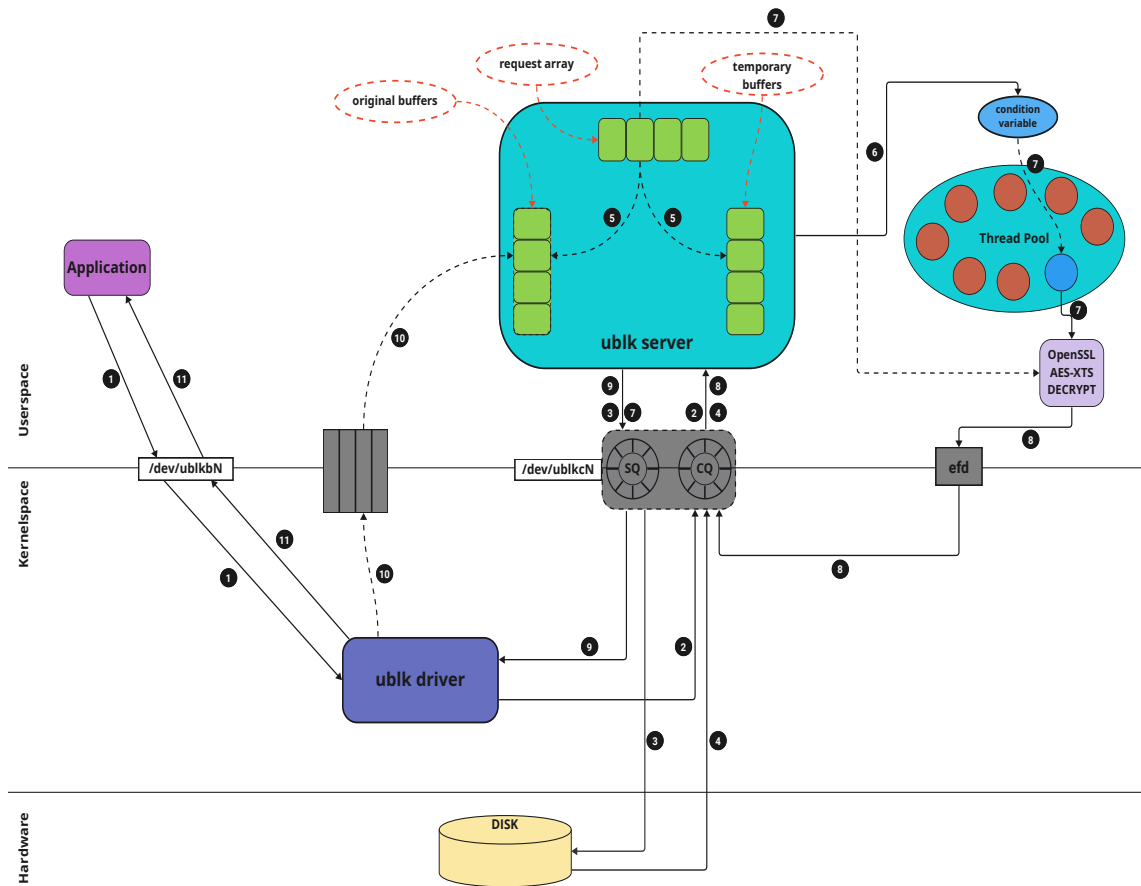 7
request array
temporary
buffers
original buffers
condition
variable
6
7
5
5
Thread Pool
Application
10
7
ublk server
OpenSSL
AES-XTS
DECRYPT
1
11
9
8
3
7
2
4
8
Userspace
/dev/ublkbN
/dev/ublkcN
SQ
CQ
efd
Kernelspace
11
10
1
8
9
2
ublk driver
3
4
DISK
Hardware